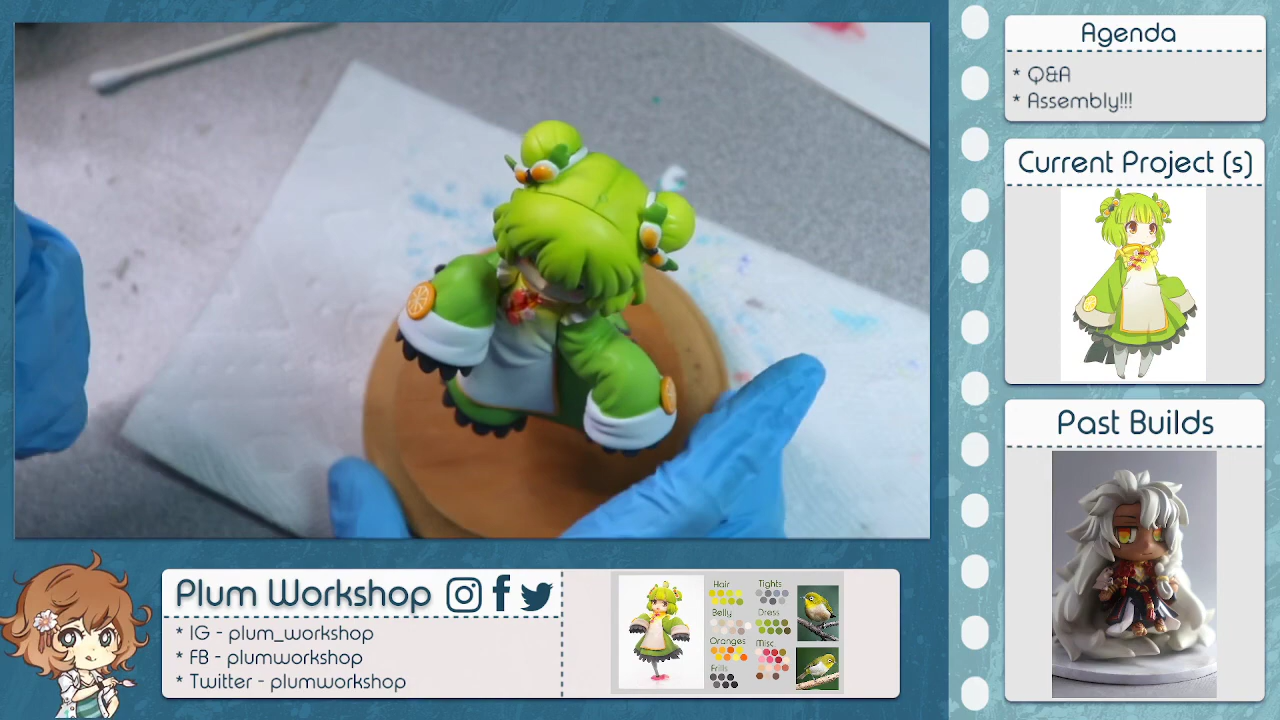 Agenda
* Q&A
* Assembly!!!
Current Project (s)
Past Builds
Plum Workshop
* IG - plum_workshop
* FB - plumworkshop
* Twitter - plumworkshop
Hair
Tights
Belly
Dress
Oranges
Misc.
Frills